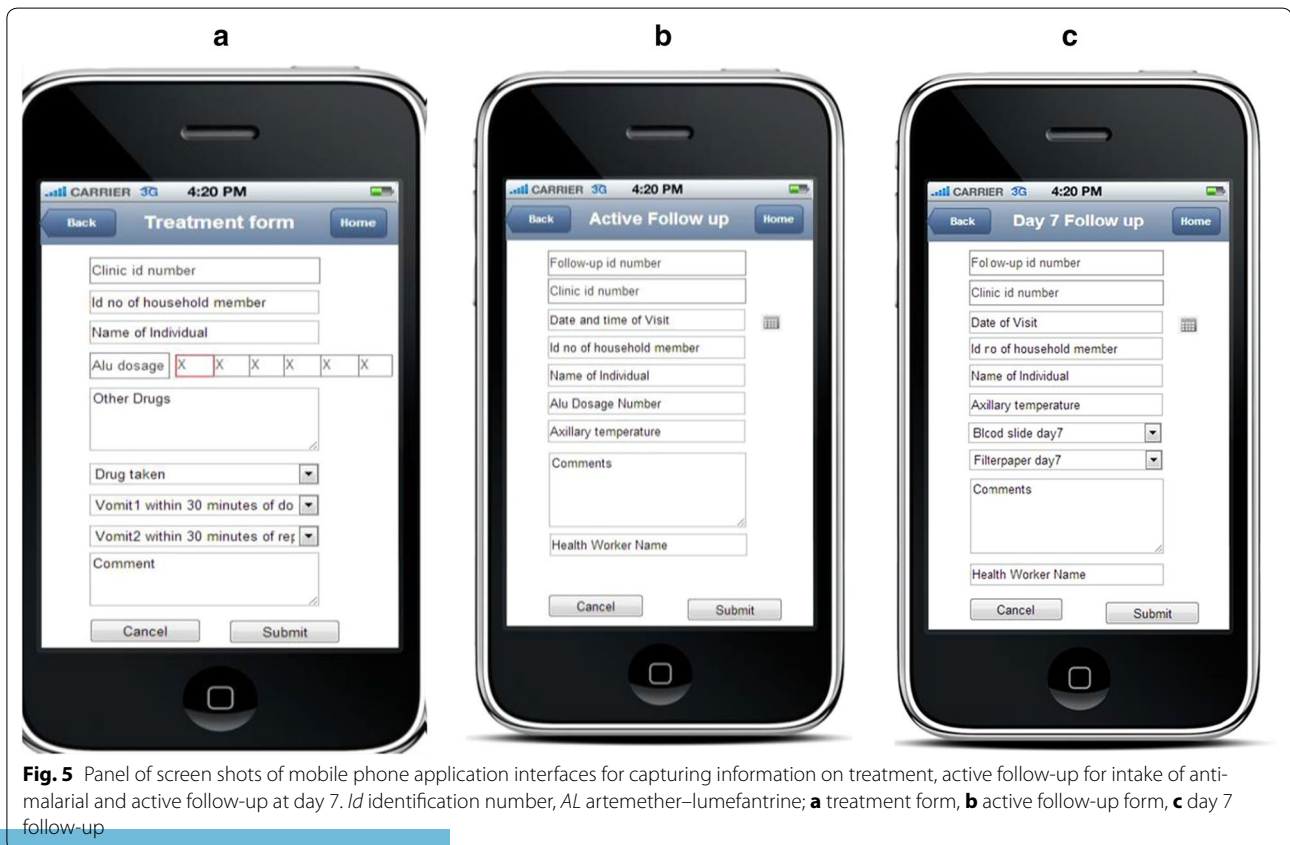 a
CARRIER 3G 4:20 PM
Back Treatment form Home
Clinic id number
Id no of household member
Name of Individual
Alu dosage X X X X X X
Other Drugs
Drug taken
Vomit1 within 30 minutes of do
Vomit2 within 30 minutes of rep
Comment
Cancel Submit
b
CARRIER 3G 4:20 PM
Back Active Follow up Home
Follow-up id number
Clinic id number
Date and time of Visit
Id no of household member
Name of Individual
Alu Dosage Number
Axillary temperature
Comments
Health Worker Name
Cancel Submit
c
CARRIER 3G 4:20 PM
Back Day 7 Follow up Home
Follow-up id number
Clinic id number
Date of Visit
Id no of household member
Name of Individual
Axillary temperature
Blood slide day7
Filterpaper day7
Comments
Health Worker Name
Cancel Submit
Fig. 5 Panel of screen shots of mobile phone application interfaces for capturing information on treatment, active follow-up for intake of anti-
malarial and active follow-up at day 7. Id identification number, AL artemether–lumefantrine; a treatment form, b active follow-up form, c day 7
follow-up